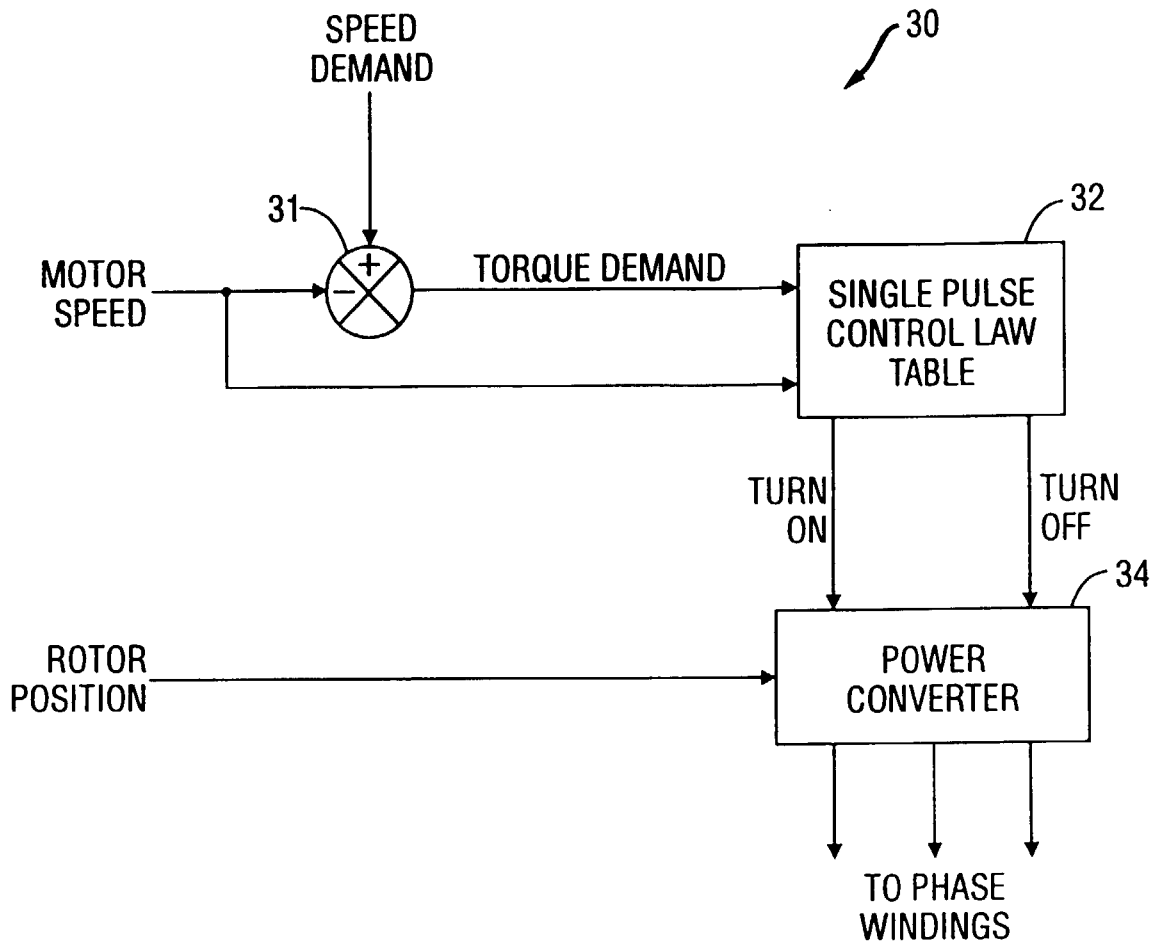 SPEED
DEMAND
30
31
+
−
MOTOR
SPEED
TORQUE DEMAND
32
SINGLE PULSE
CONTROL LAW
TABLE
TURN
ON
TURN
OFF
34
ROTOR
POSITION
POWER
CONVERTER
TO PHASE
WINDINGS